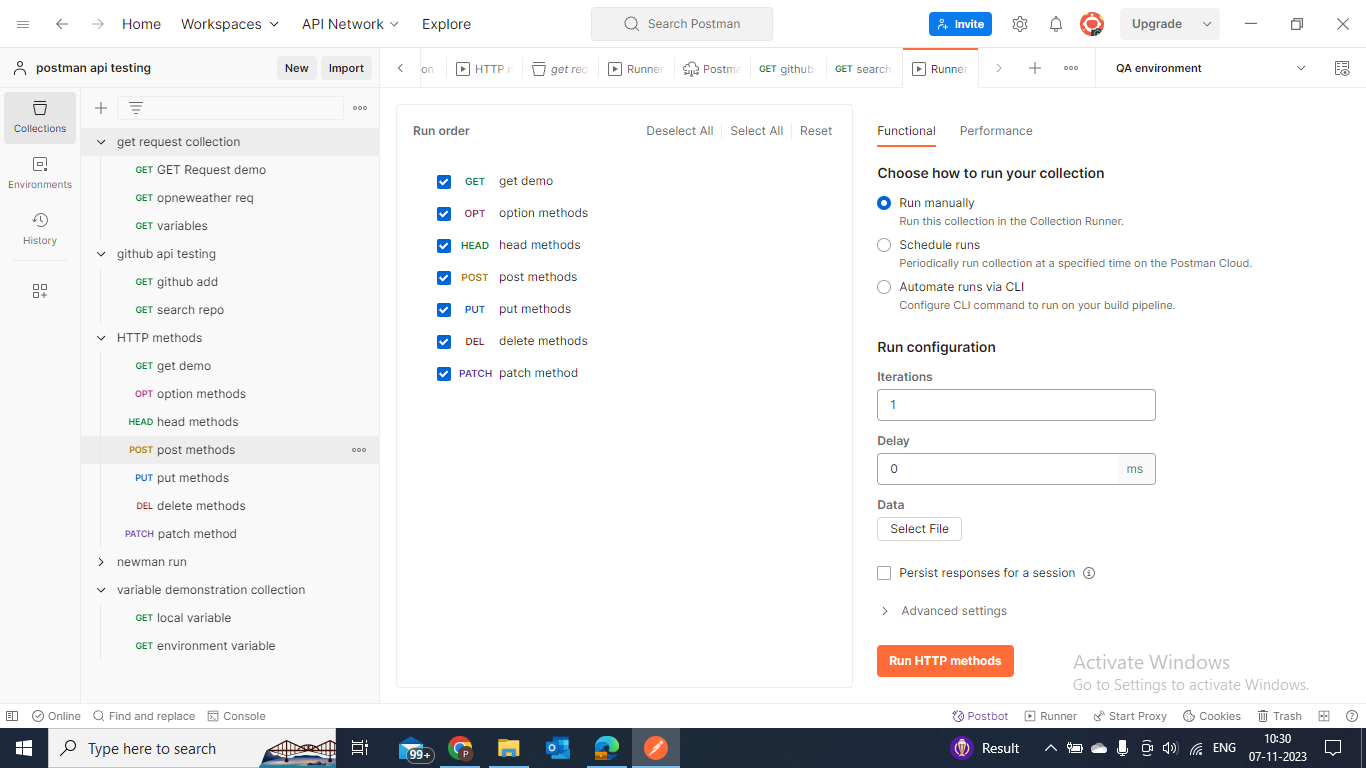 Home Workspaces API Network Explore Search Postman Invite Upgrade
postman api testing New Import
on HTTP get req Runner Postma github GET search GET Runner QA environment
Collections
Environments
History
get request collection
GET GET Request demo
GET opneweather req
GET variables
github api testing
GET github add
GET search repo
HTTP methods
GET get demo
OPT option methods
HEAD head methods
POST post methods
PUT put methods
DEL delete methods
PATCH patch method
newman run
variable demonstration collection
GET local variable
GET environment variable
Run order Deselect All Select All Reset
GET get demo
OPT option methods
HEAD head methods
POST post methods
PUT put methods
DEL delete methods
PATCH patch method
Functional Performance
Choose how to run your collection
Run manually
Run this collection in the Collection Runner.
Schedule runs
Periodically run collection at a specified time on the Postman Cloud.
Automate runs via CLI
Configure CLI command to run on your build pipeline.
Run configuration
Iterations
1
Delay
0 ms
Data
Select File
Persist responses for a session
Advanced settings
Run HTTP methods
Activate Windows
Go to Settings to activate Windows.
Online Find and replace Console Postbot Runner Start Proxy Cookies Trash
Type here to search 99+ P Result ENG 10:30
07-11-2023